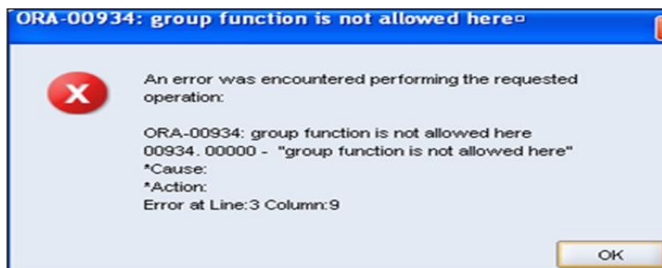 ORA-00934: group function is not allowed here¤
An error was encountered performing the requested
operation:
ORA-00934: group function is not allowed here
00934. 00000 - "group function is not allowed here"
*Cause:
*Action:
Error at Line:3 Column:9
OK